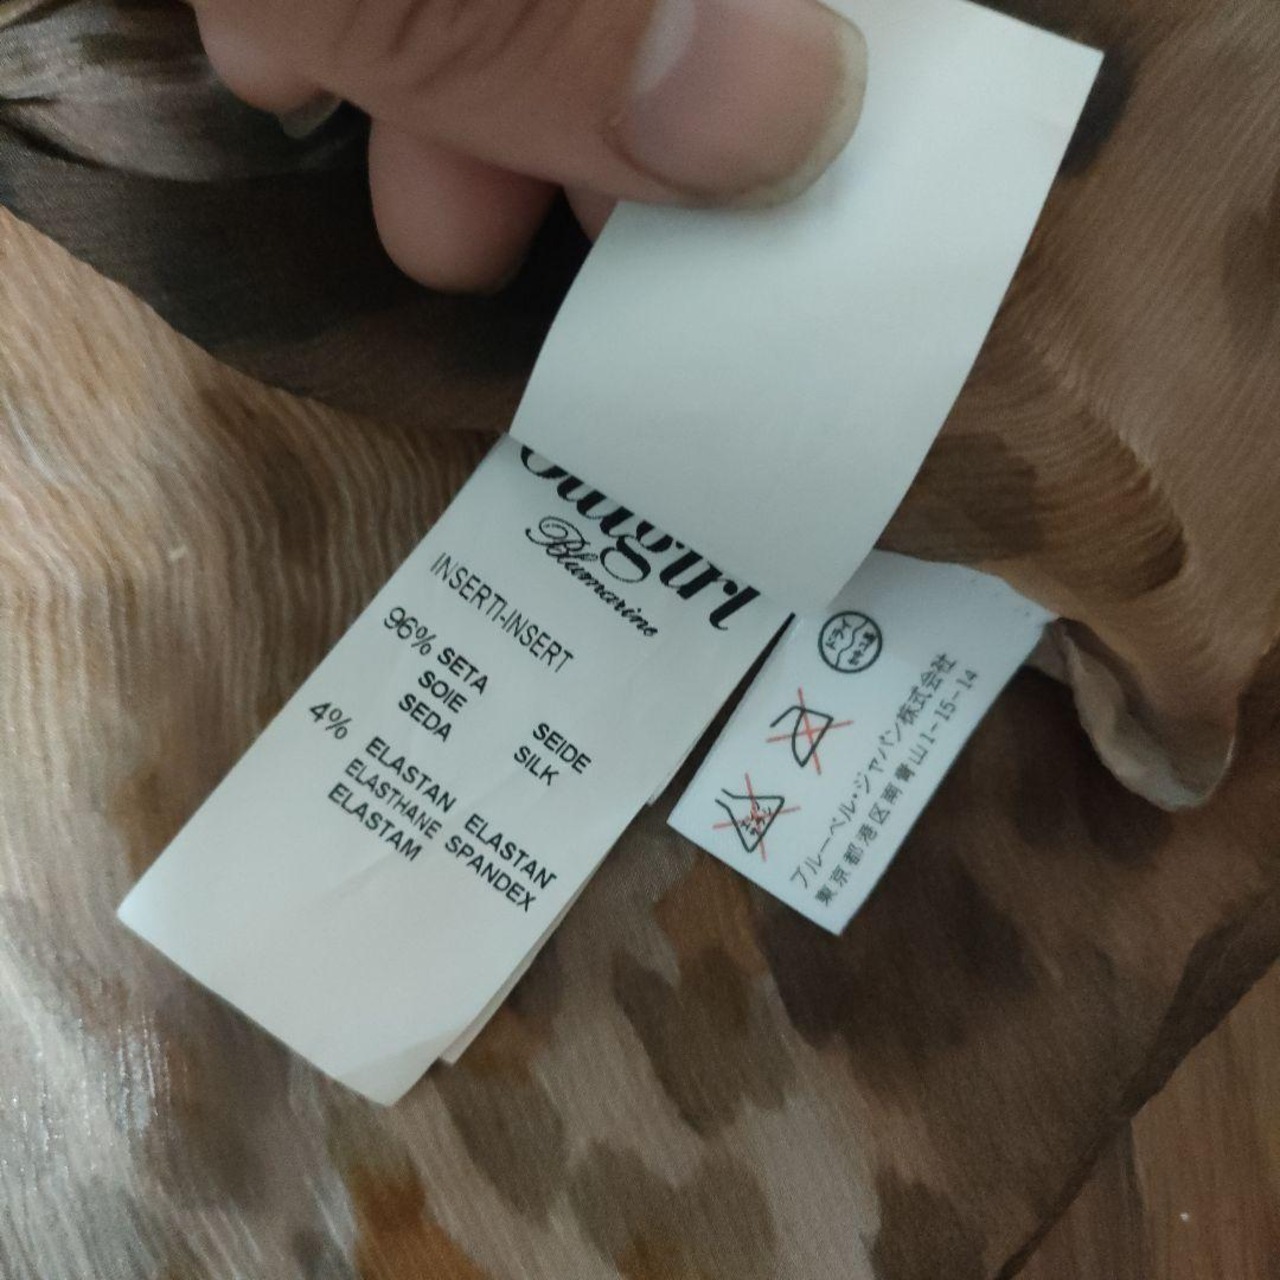 Blugirl
Blumarine
INSERTI-INSERT
96% SETA
SOIE SEIDE
SEDA SILK
4% ELASTAN ELASTAN
ELASTHANE SPANDEX
ELASTAM
ドライ
ブルーベル・ジャパン株式会社
東京都港区南青山1-15-14